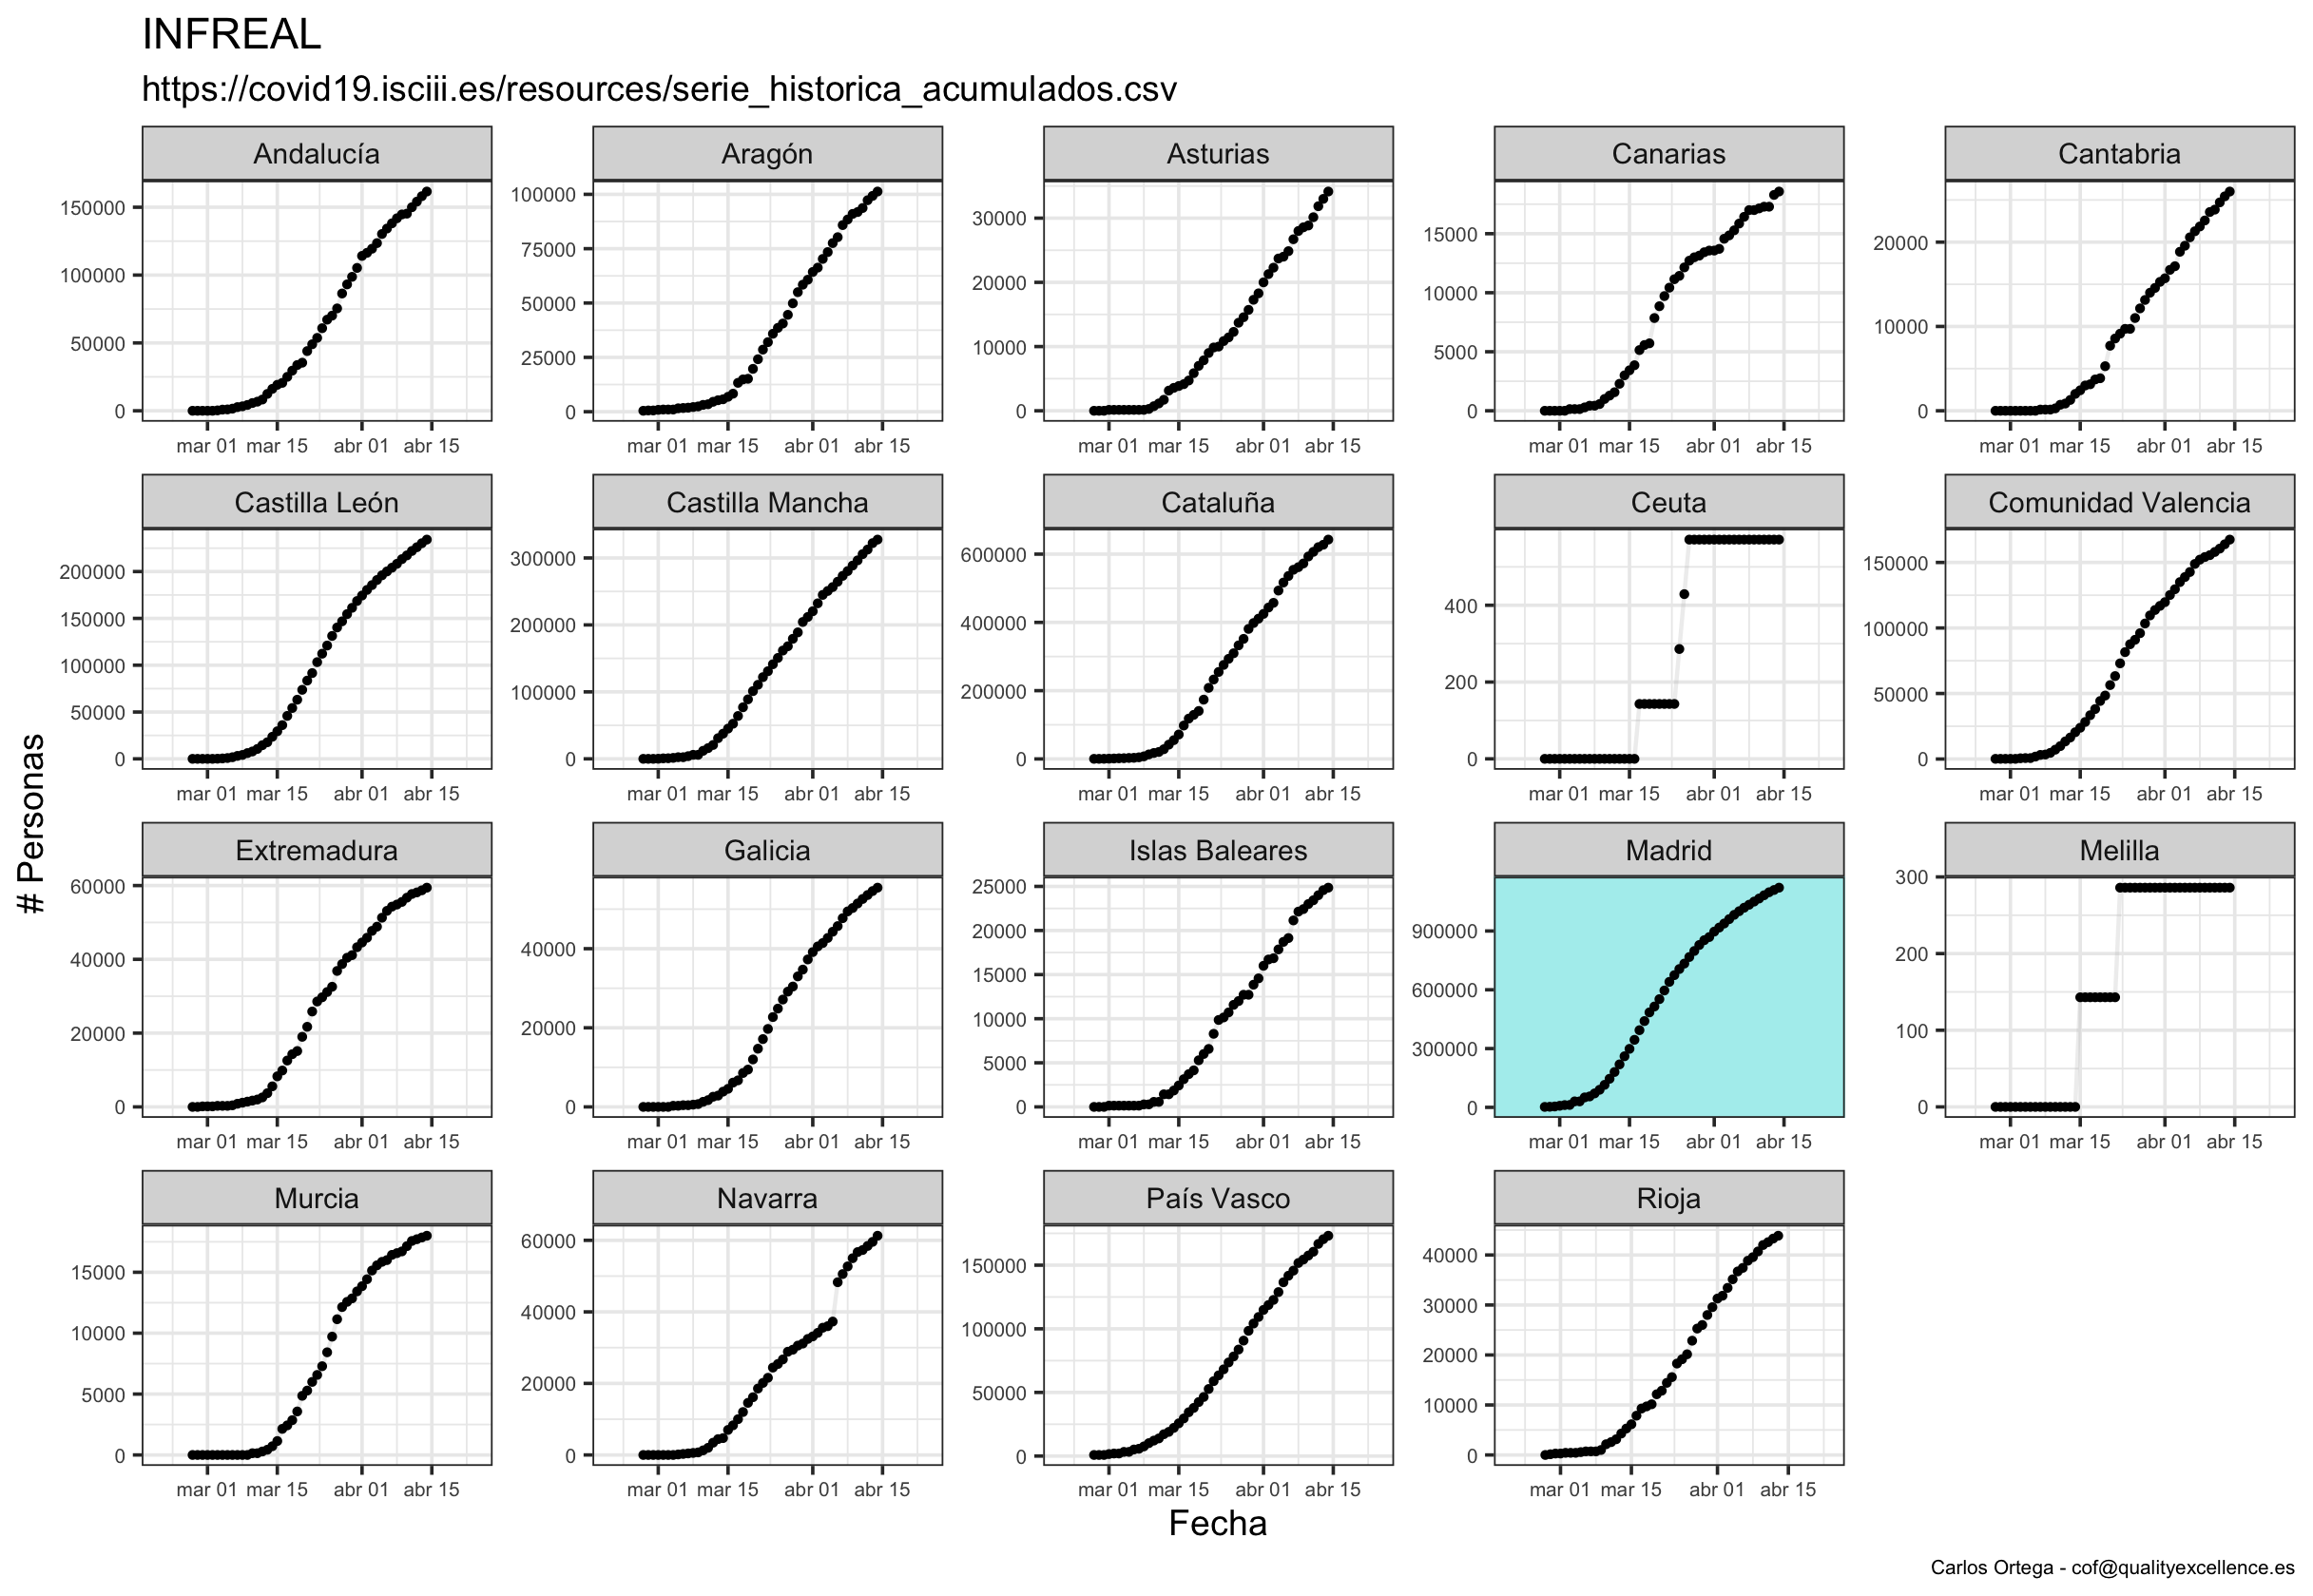 INFREAL
https://covid19.isciii.es/resources/serie_historica_acumulados.csv
Andalucía
Aragón
Asturias
Canarias
Cantabria
150000
100000
50000
0
100000
75000
50000
25000
0
30000
20000
10000
0
15000
10000
5000
0
20000
10000
0
mar 01 mar 15 abr 01 abr 15
mar 01 mar 15 abr 01 abr 15
mar 01 mar 15 abr 01 abr 15
mar 01 mar 15 abr 01 abr 15
mar 01 mar 15 abr 01 abr 15
Castilla León
Castilla Mancha
Cataluña
Ceuta
Comunidad Valencia
200000
150000
100000
50000
0
300000
200000
100000
0
600000
400000
200000
0
400
200
0
150000
100000
50000
0
mar 01 mar 15 abr 01 abr 15
mar 01 mar 15 abr 01 abr 15
mar 01 mar 15 abr 01 abr 15
mar 01 mar 15 abr 01 abr 15
mar 01 mar 15 abr 01 abr 15
# Personas
Extremadura
Galicia
Islas Baleares
Madrid
Melilla
60000
40000
20000
0
40000
20000
0
25000
20000
15000
10000
5000
0
900000
600000
300000
0
300
200
100
0
mar 01 mar 15 abr 01 abr 15
mar 01 mar 15 abr 01 abr 15
mar 01 mar 15 abr 01 abr 15
mar 01 mar 15 abr 01 abr 15
mar 01 mar 15 abr 01 abr 15
Murcia
Navarra
País Vasco
Rioja
15000
10000
5000
0
60000
40000
20000
0
150000
100000
50000
0
40000
30000
20000
10000
0
mar 01 mar 15 abr 01 abr 15
mar 01 mar 15 abr 01 abr 15
mar 01 mar 15 abr 01 abr 15
mar 01 mar 15 abr 01 abr 15
Fecha
Carlos Ortega - cof@qualityexcellence.es